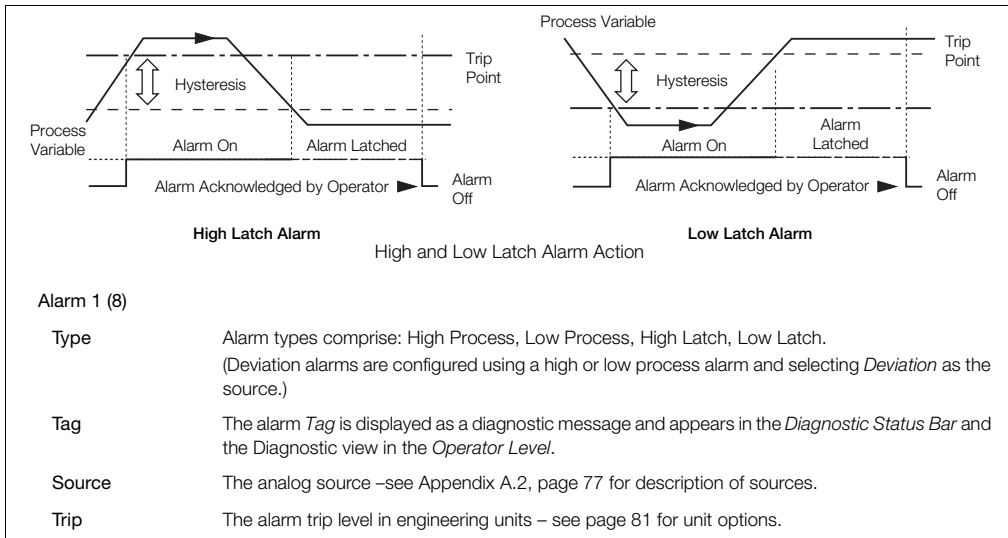 Process Variable
Trip
Point
Hysteresis
Process
Variable
Alarm On
Alarm Latched
Alarm Acknowledged by Operator
Alarm
Off
High Latch Alarm
Trip
Point
Hysteresis
Alarm On
Alarm
Latched
Alarm Acknowledged by Operator
Alarm
Off
Low Latch Alarm
High and Low Latch Alarm Action
Alarm 1 (8)
Type
Alarm types comprise: High Process, Low Process, High Latch, Low Latch.
(Deviation alarms are configured using a high or low process alarm and selecting Deviation as the
source.)
Tag
The alarm Tag is displayed as a diagnostic message and appears in the Diagnostic Status Bar and
the Diagnostic view in the Operator Level.
Source
The analog source –see Appendix A.2, page 77 for description of sources.
Trip
The alarm trip level in engineering units – see page 81 for unit options.